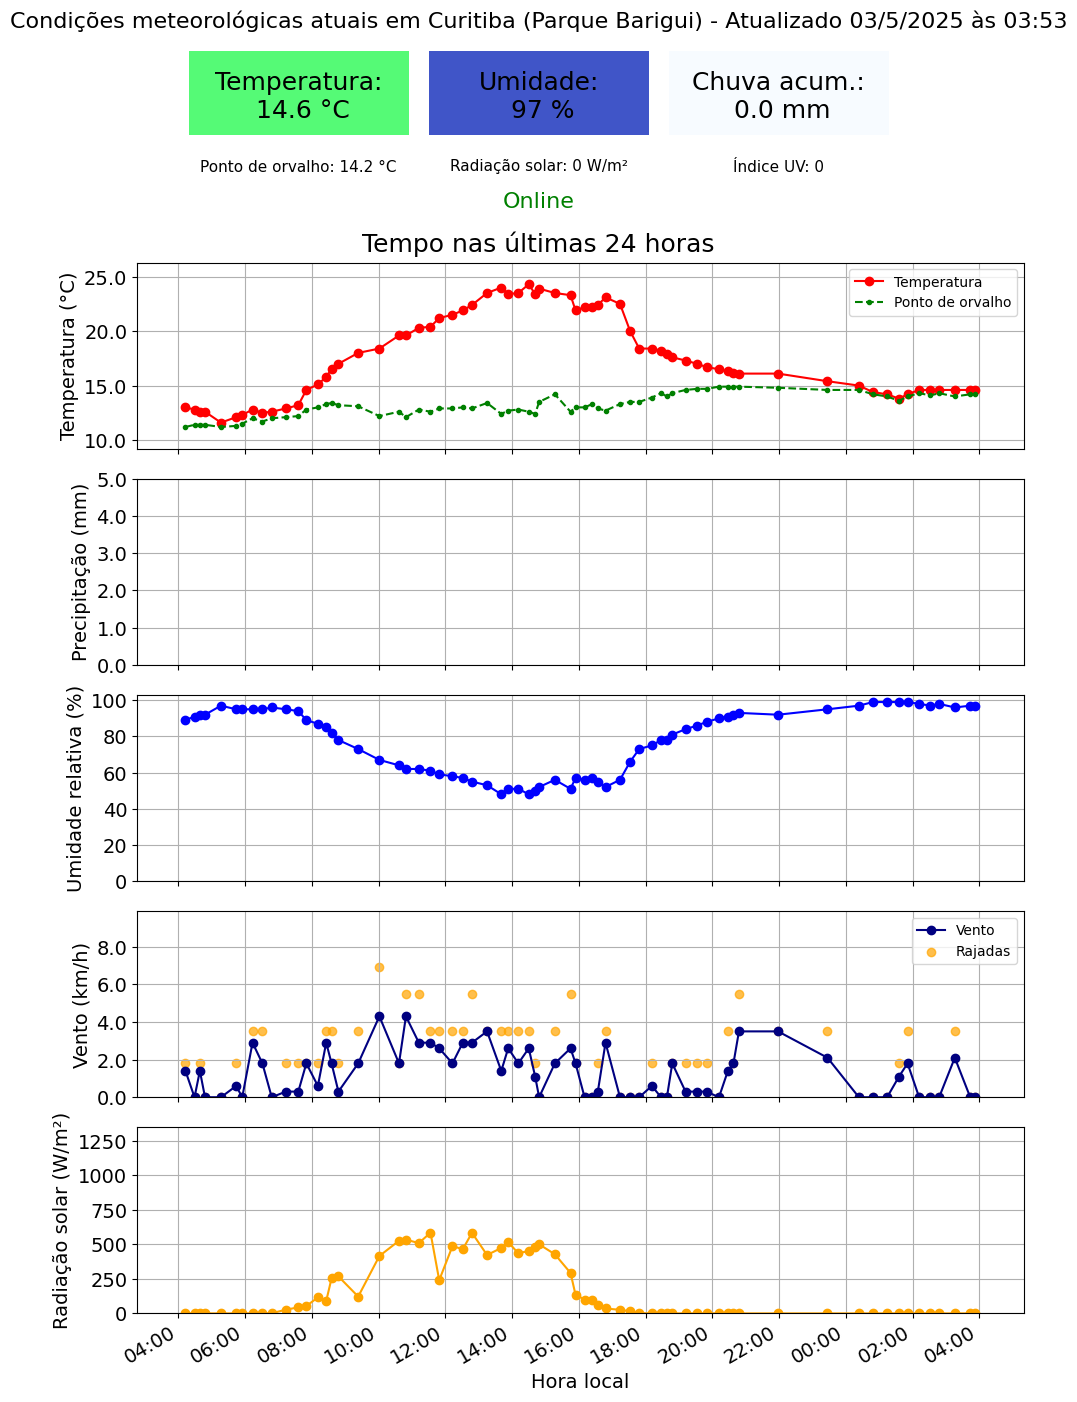 Condições meteorológicas atuais em Curitiba (Parque Barigui) - Atualizado 03/5/2025 às 03:53
Temperatura:
14.6 °C
Umidade:
97 %
Chuva acum.:
0.0 mm
Ponto de orvalho: 14.2 °C
Radiação solar: 0 W/m²
Índice UV: 0
Online
Tempo nas últimas 24 horas
Temperatura (°C)
25.0
20.0
15.0
10.0
Temperatura
Ponto de orvalho
Precipitação (mm)
5.0
4.0
3.0
2.0
1.0
0.0
Umidade relativa (%)
100
80
60
40
20
0
Vento (km/h)
8.0
6.0
4.0
2.0
0.0
Vento
Rajadas
Radiação solar (W/m²)
1250
1000
750
500
250
0
04:00
06:00
08:00
10:00
12:00
14:00
16:00
18:00
20:00
22:00
00:00
02:00
04:00
Hora local